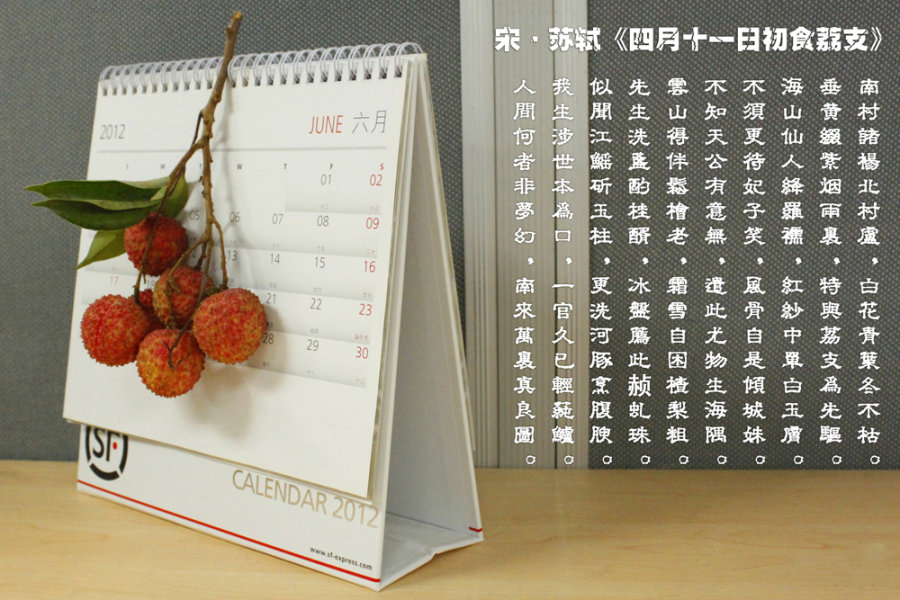 宋·苏轼《四月十一日初食荔支》
南村諸楊北村盧，白花青葉冬不枯。
垂黄綴紫烟雨裏，特與荔支爲先驅。
海山仙人絳羅襦，紅紗中單白玉膚。
不須更待妃子笑，風骨自是傾城姝。
不知天公有意無，遣此尤物生海隅。
雲山得伴鬆檜老，霜雪自困樝梨粗。
先生洗盞酌桂醑，冰盤薦此赪虬珠。
似聞江鰩斫玉柱，更洗河豚烹腹腴。
我生涉世本爲口，一官久已輕蒓鱸。
人間何者非夢幻，南來萬裏真良圖。
2012 JUNE 六月
S M T W T F S
01 02
05 06 07 08 09
13 14 15 16
17 21 22 23
28 29 30
SF
CALENDAR 2012
www.sf-express.com